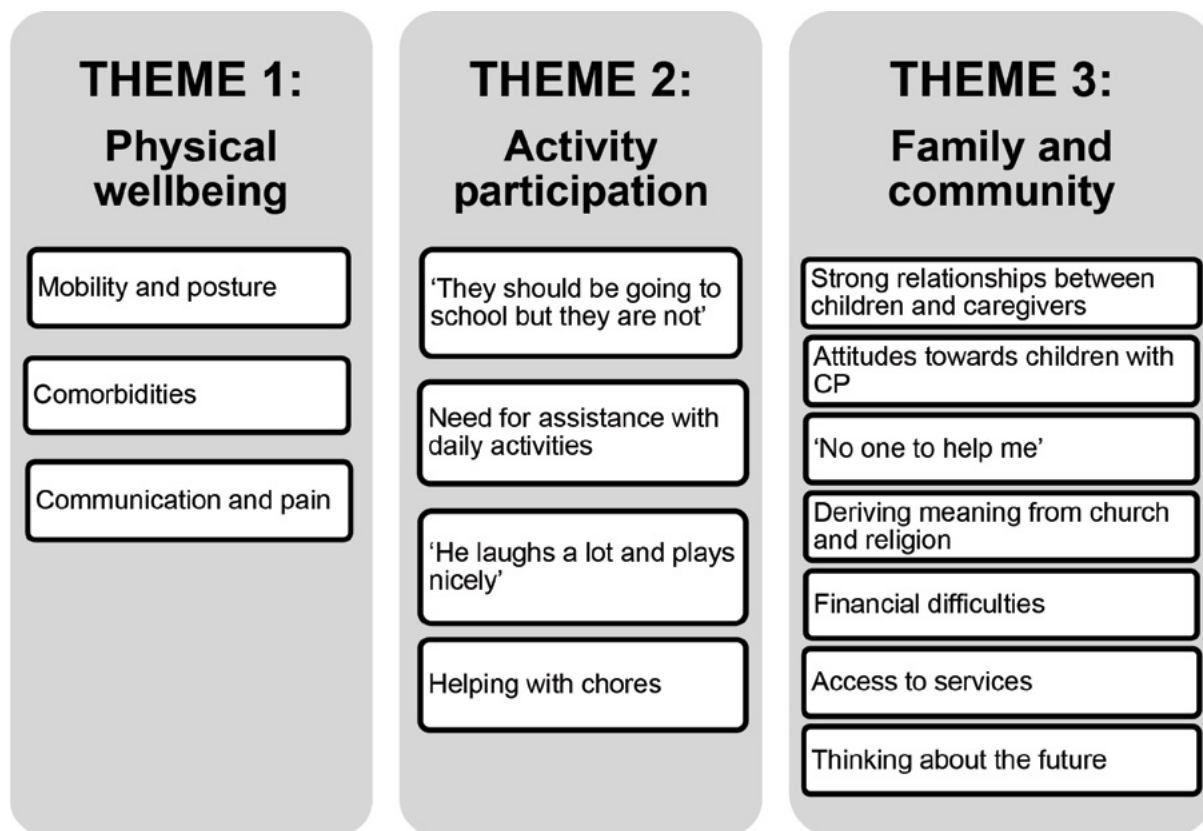 THEME 1:
Physical
wellbeing
Mobility and posture
Comorbidities
Communication and pain
THEME 2:
Activity
participation
‘They should be going to
school but they are not’
Need for assistance with
daily activities
‘He laughs a lot and plays
nicely’
Helping with chores
THEME 3:
Family and
community
Strong relationships between
children and caregivers
Attitudes towards children with
CP
‘No one to help me’
Deriving meaning from church
and religion
Financial difficulties
Access to services
Thinking about the future